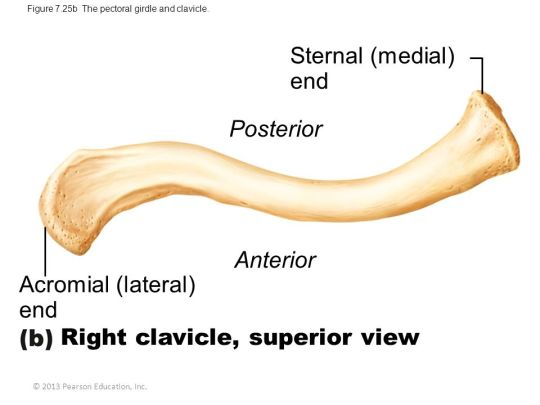 Figure 7.25b The pectoral girdle and clavicle.
Sternal (medial)
end
Posterior
Anterior
Acromial (lateral)
end
(b) Right clavicle, superior view
© 2013 Pearson Education, Inc.